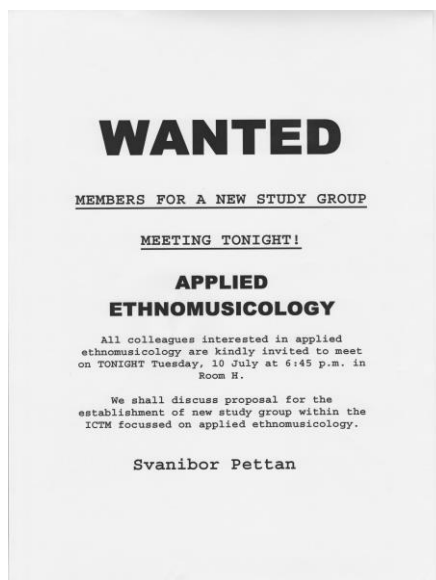 WANTED
MEMBERS FOR A NEW STUDY GROUP
MEETING TONIGHT!
APPLIED
ETHNOMUSICOLOGY
All colleagues interested in applied
ethnomusicology are kindly invited to meet
on TONIGHT Tuesday, 10 July at 6:45 p.m. in
Room H.
We shall discuss proposal for the
establishment of new study group within the
ICTM focussed on applied ethnomusicology.
Svanibor Pettan